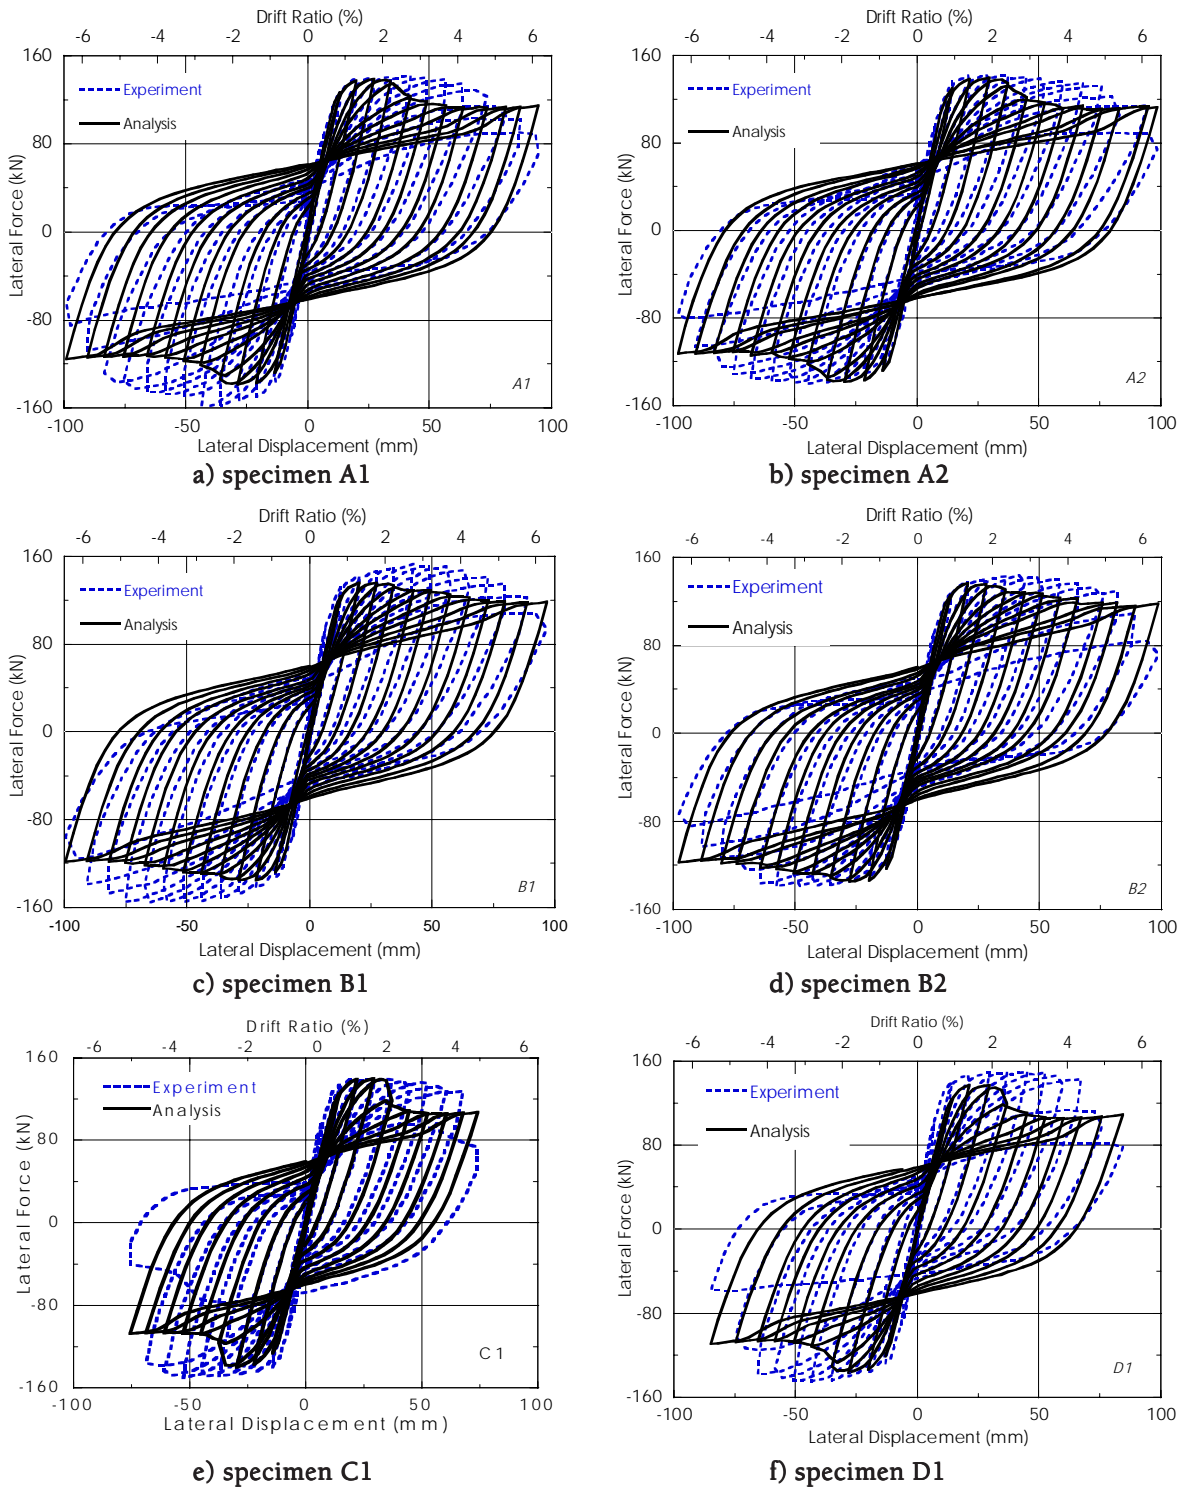 Drift Ratio (%)
-6 -4 -2 0 2 4 6
160
80
0
-80
-160
Lateral Force (kN)
Experiment
Analysis
A1
-100 -50 0 50 100
Lateral Displacement (mm)
a) specimen A1
Drift Ratio (%)
-6 -4 -2 0 2 4 6
160
80
0
-80
-160
Lateral Force (kN)
Experiment
Analysis
A2
-100 -50 0 50 100
Lateral Displacement (mm)
b) specimen A2
Drift Ratio (%)
-6 -4 -2 0 2 4 6
160
80
0
-80
-160
Lateral Force (kN)
Experiment
Analysis
B1
-100 -50 0 50 100
Lateral Displacement (mm)
c) specimen B1
Drift Ratio (%)
-6 -4 -2 0 2 4 6
160
80
0
-80
-160
Lateral Force (kN)
Experiment
Analysis
B2
-100 -50 0 50 100
Lateral Displacement (mm)
d) specimen B2
Drift Ratio (%)
-6 -4 -2 0 2 4 6
160
80
0
-80
-160
Lateral Force (kN)
Experiment
Analysis
C1
-100 -50 0 50 100
Lateral Displacement (mm)
e) specimen C1
Drift Ratio (%)
-6 -4 -2 0 2 4 6
160
80
0
-80
-160
Lateral Force (kN)
Experiment
Analysis
D1
-100 -50 0 50 100
Lateral Displacement (mm)
f) specimen D1